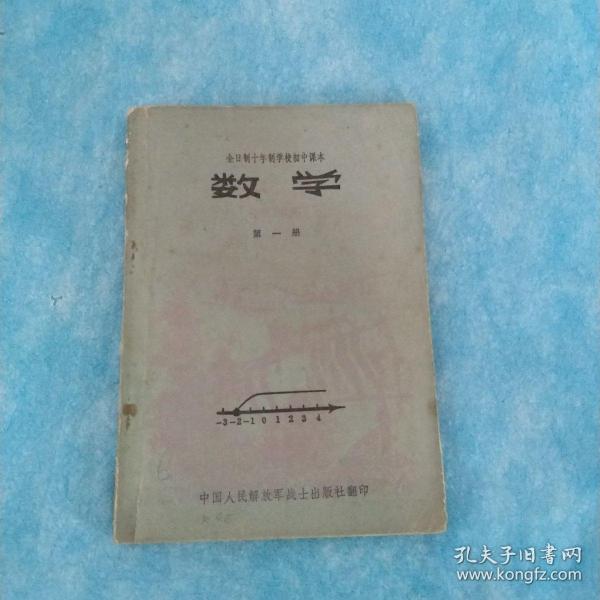 全日制十年制学校初中课本
数学
第一册
-3-2-1 0 1 2 3 4
中国人民解放军战士出版社翻印
孔夫子旧書网
www.kongfz.com